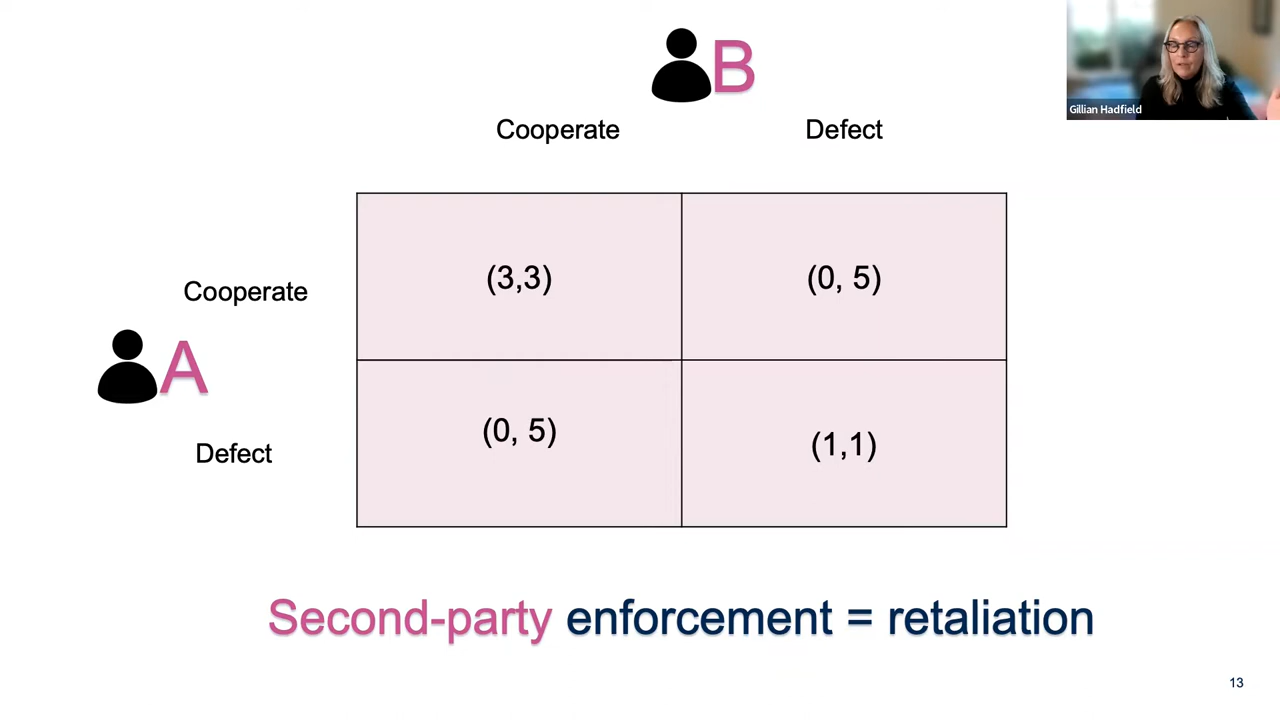 B
Gillian Hadfield
Cooperate
Defect
(3,3)
(0, 5)
Cooperate
A
(0, 5)
(1,1)
Defect
Second-party enforcement = retaliation
13